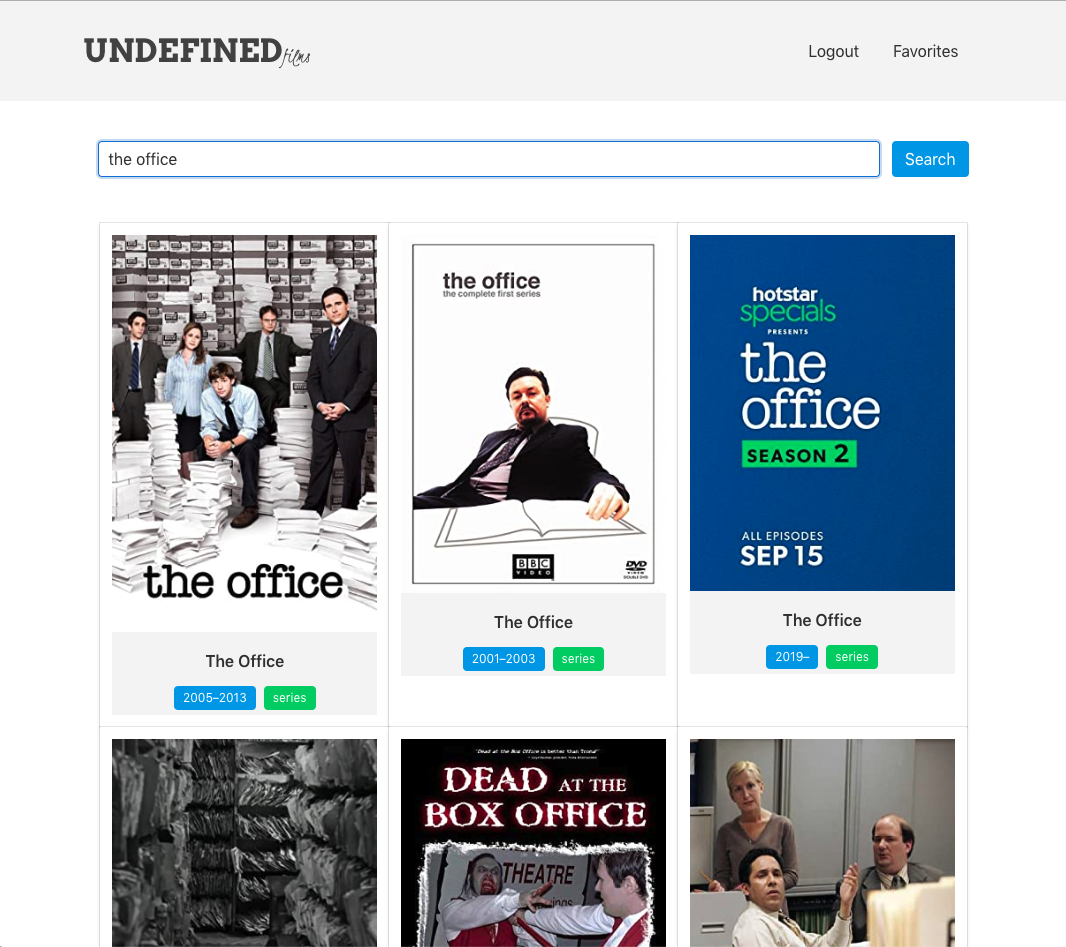 UNDEFINEDfilms
Logout
Favorites
the office
Search
the office
The Office
2005–2013
series
the office
the complete first series
BBC
VIDEO
DVD
VIDEO
The Office
2001–2003
series
hotstar
specials
PRESENTS
the
office
SEASON 2
ALL EPISODES
SEP 15
The Office
2019–
series
"Dead at the Box Office is better than Troma"
DEAD AT THE
BOX OFFICE
THEATRE